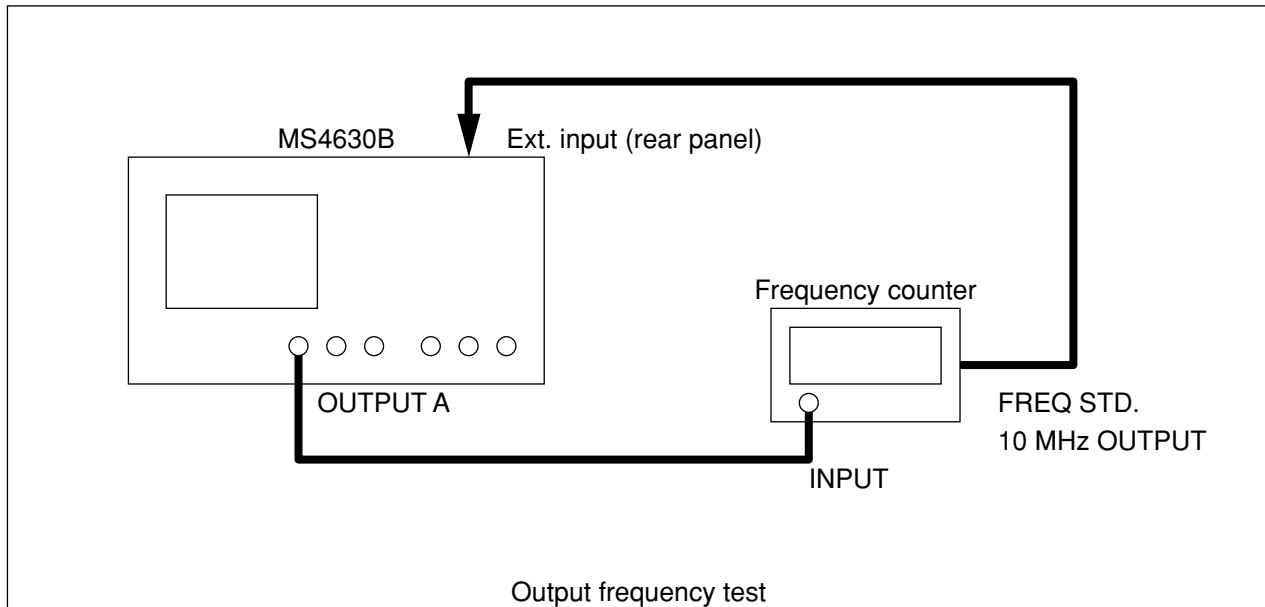 MS4630B
Ext. input (rear panel)
Frequency counter
OUTPUT A
FREQ STD.
10 MHz OUTPUT
INPUT
Output frequency test